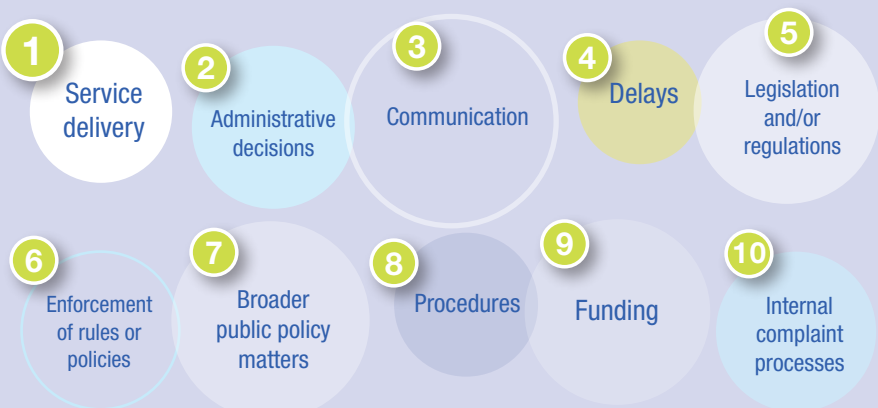 1
Service
delivery
2
Administrative
decisions
3
Communication
4
Delays
5
Legislation
and/or
regulations
6
Enforcement
of rules or
policies
7
Broader
public policy
matters
8
Procedures
9
Funding
10
Internal
complaint
processes